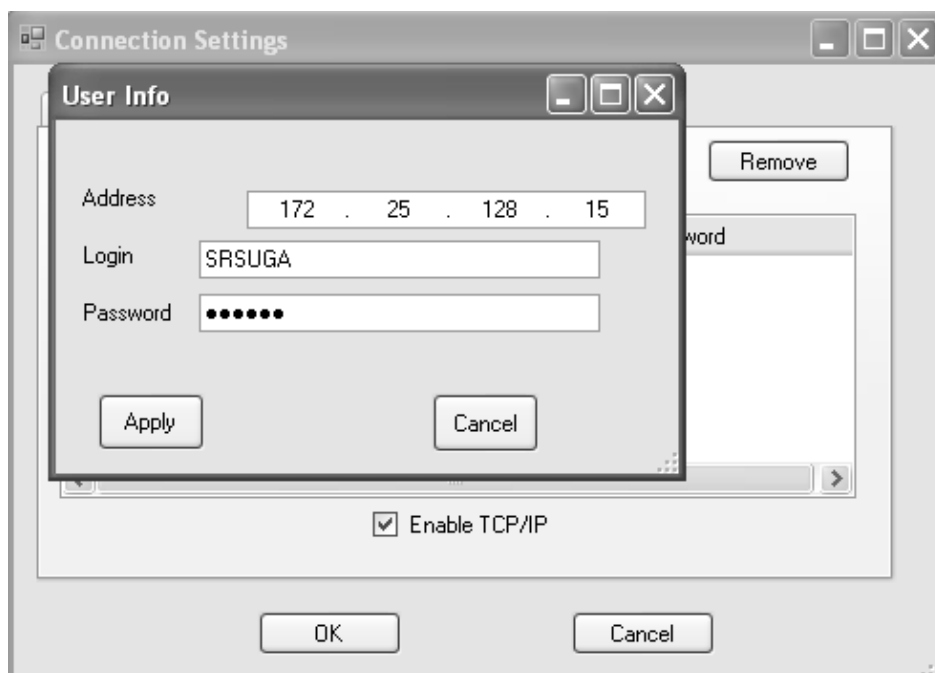 Connection Settings
User Info
Remove
Address 172 . 25 . 128 . 15
word
Login SRSUGA
Password ●●●●●●
Apply Cancel
Enable TCP/IP
OK Cancel